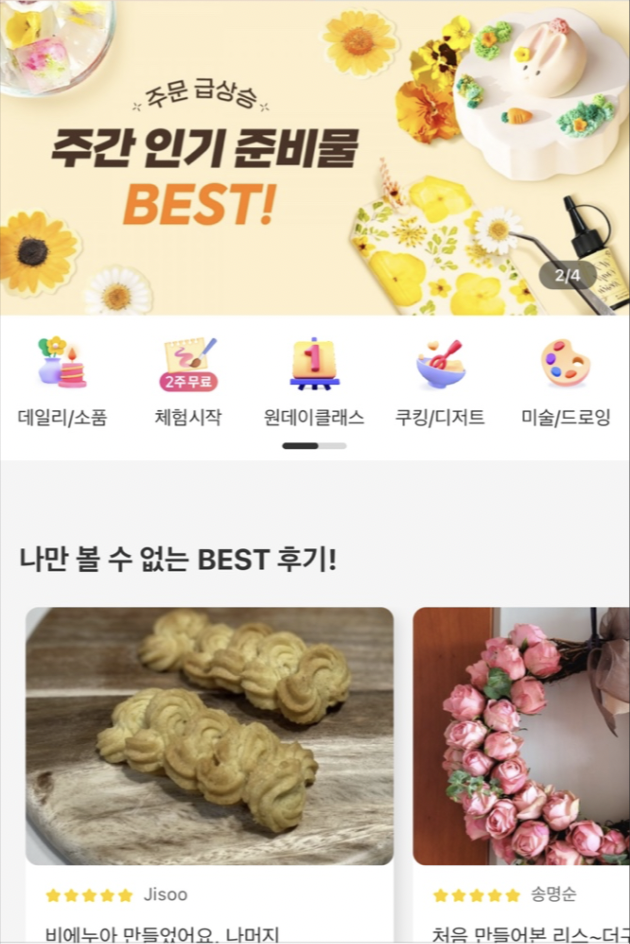 주문 급상승
주간 인기 준비물
BEST!
2/4
1
2주무료
데일리/소품
체험시작
원데이클래스
쿠킹/디저트
미술/드로잉
나만 볼 수 없는 BEST 후기!
Jisoo
송명순
비에누아 만들었어요. 나머지
처음 만들어본 리스~더구